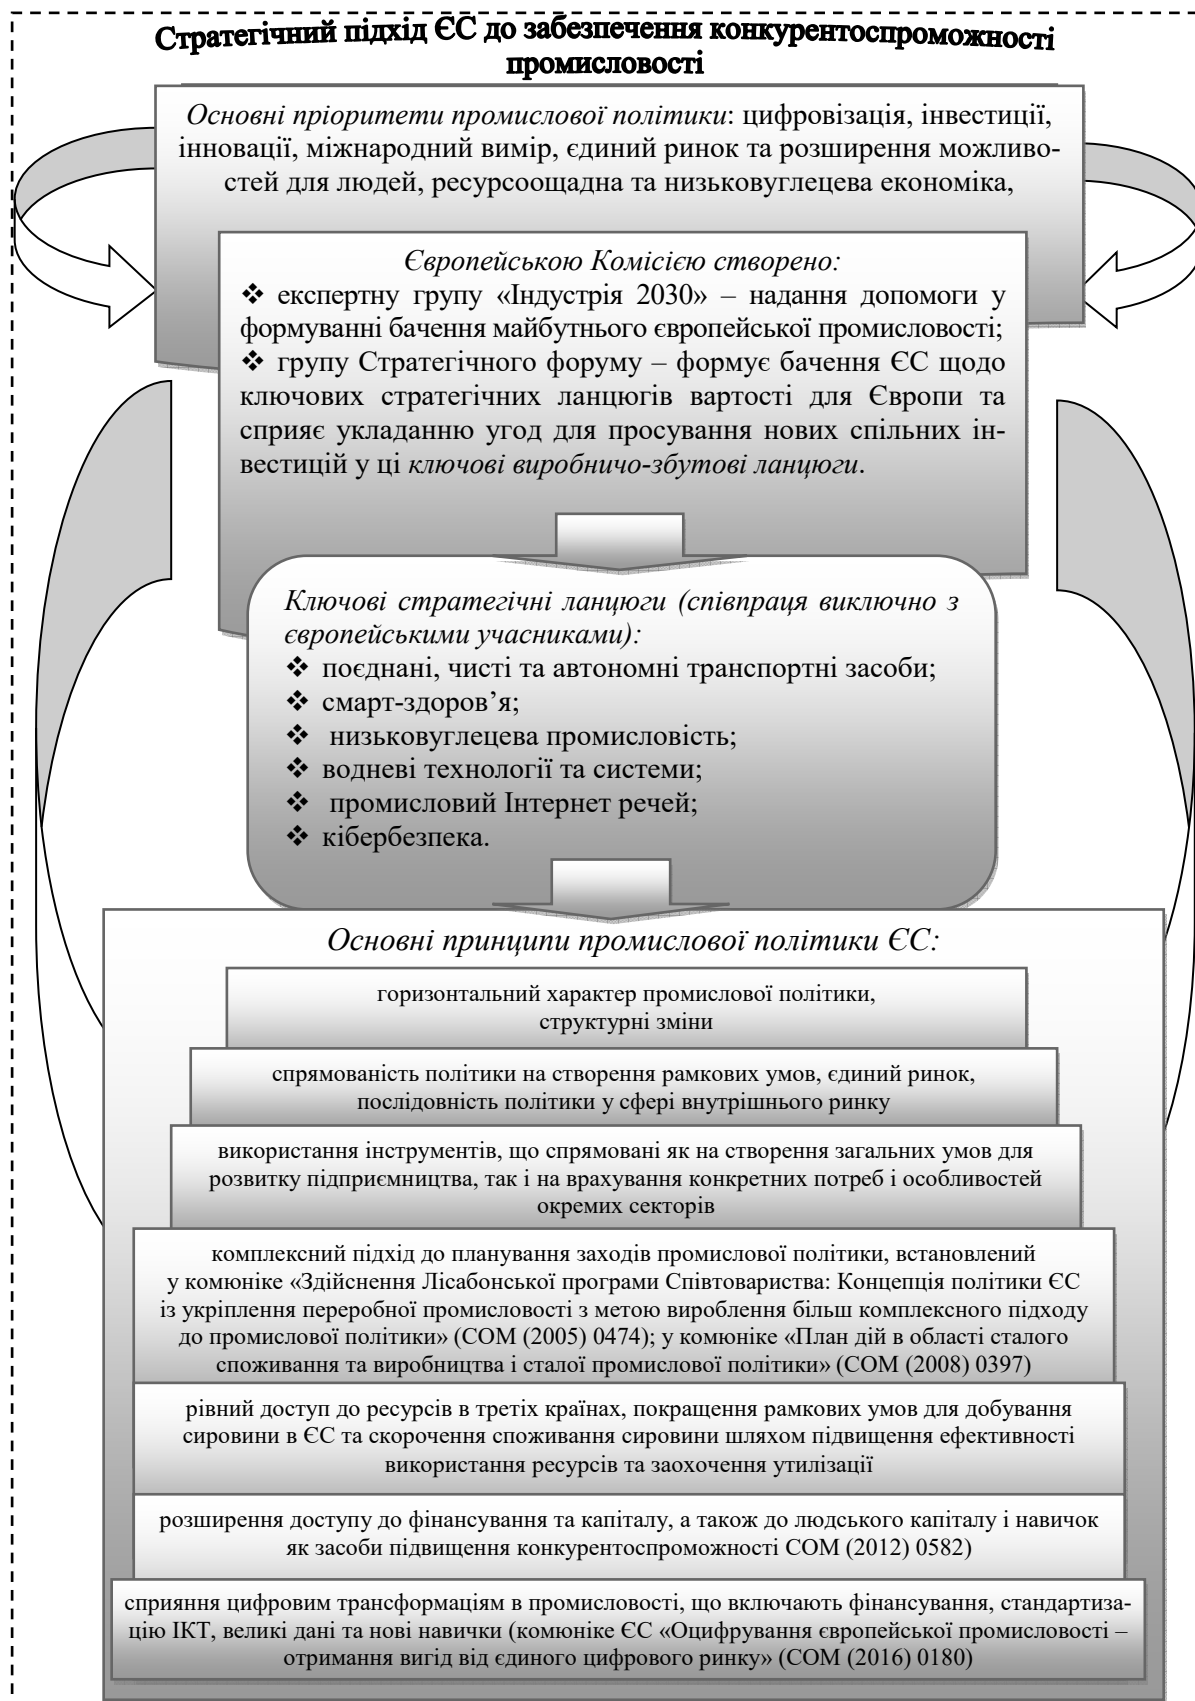 Стратегічний підхід ЄС до забезпечення конкурентоспроможності
промисловості
Основні пріоритети промислової політики: цифровізація, інвестиції,
інновації, міжнародний вимір, єдиний ринок та розширення можливо-
стей для людей, ресурсоощадна та низьковуглецева економіка,
Європейською Комісією створено:
❖ експертну групу «Індустрія 2030» – надання допомоги у
формуванні бачення майбутнього європейської промисловості;
❖ групу Стратегічного форуму – формує бачення ЄС щодо
ключових стратегічних ланцюгів вартості для Європи та
сприяє укладанню угод для просування нових спільних ін-
вестицій у ці ключові виробничо-збутові ланцюги.
Ключові стратегічні ланцюги (співпраця виключно з
європейськими учасниками):
❖ поєднані, чисті та автономні транспортні засоби;
❖ смарт-здоров’я;
❖ низьковуглецева промисловість;
❖ водневі технології та системи;
❖ промисловий Інтернет речей;
❖ кібербезпека.
Основні принципи промислової політики ЄС:
горизонтальний характер промислової політики,
структурні зміни
спрямованість політики на створення рамкових умов, єдиний ринок,
послідовність політики у сфері внутрішнього ринку
використання інструментів, що спрямовані як на створення загальних умов для
розвитку підприємництва, так і на врахування конкретних потреб і особливостей
окремих секторів
комплексний підхід до планування заходів промислової політики, встановлений
у комюніке «Здійснення Лісабонської програми Співтовариства: Концепція політики ЄС
із укріплення переробної промисловості з метою вироблення більш комплексного підходу
до промислової політики» (COM (2005) 0474); у комюніке «План дій в області сталого
споживання та виробництва і сталої промислової політики» (COM (2008) 0397)
рівний доступ до ресурсів в третіх країнах, покращення рамкових умов для добування
сировини в ЄС та скорочення споживання сировини шляхом підвищення ефективності
використання ресурсів та заохочення утилізації
розширення доступу до фінансування та капіталу, а також до людського капіталу і навичок
як засоби підвищення конкурентоспроможності COM (2012) 0582)
сприяння цифровим трансформаціям в промисловості, що включають фінансування, стандартиза-
цію ІКТ, великі дані та нові навички (комюніке ЄС «Оцифрування європейської промисловості –
отримання вигід від єдиного цифрового ринку» (COM (2016) 0180)